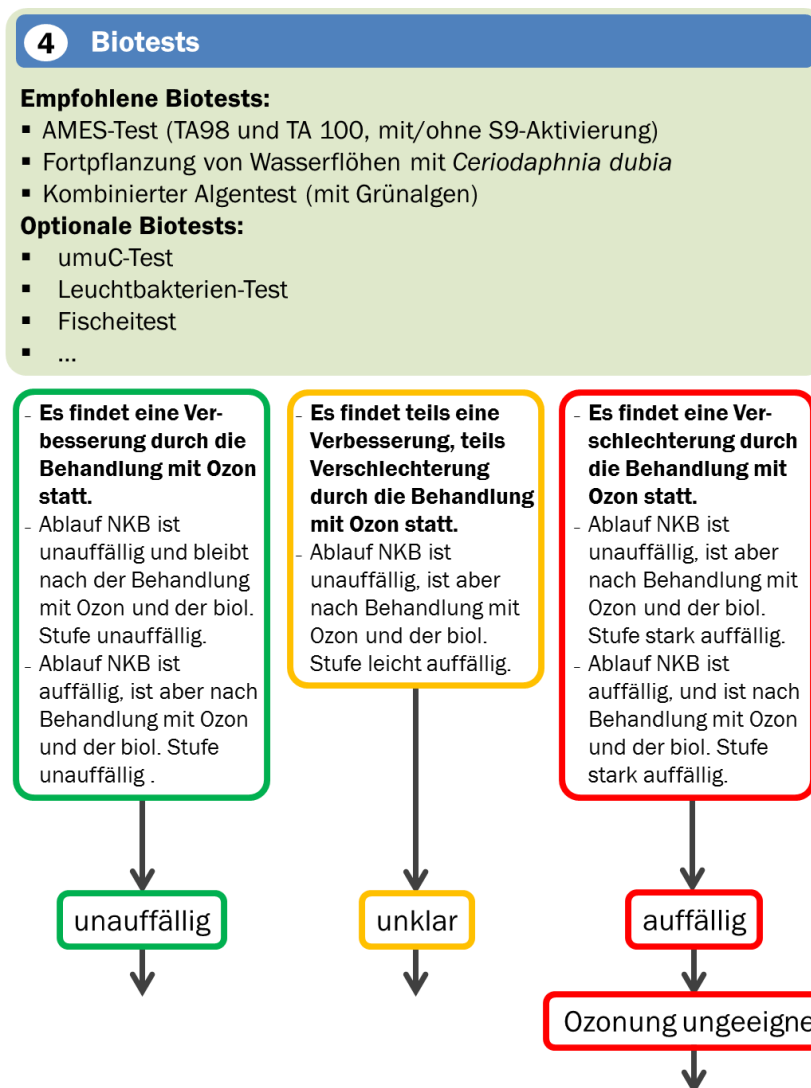 4 Biotests
Empfohlene Biotests:
▪ AMES-Test (TA98 und TA 100, mit/ohne S9-Aktivierung)
▪ Fortpflanzung von Wasserflöhen mit Ceriodaphnia dubia
▪ Kombinierter Algentest (mit Grünalgen)
Optionale Biotests:
▪ umuC-Test
▪ Leuchtbakterien-Test
▪ Fischeitest
▪ ...
- Es findet eine Ver-
besserung durch die
Behandlung mit Ozon
statt.
- Ablauf NKB ist
unauffällig und bleibt
nach der Behandlung
mit Ozon und der biol.
Stufe unauffällig.
- Ablauf NKB ist
auffällig, ist aber nach
Behandlung mit Ozon
und der biol. Stufe
unauffällig .
- Es findet teils eine
Verbesserung, teils
Verschlechterung
durch die Behandlung
mit Ozon statt.
- Ablauf NKB ist
unauffällig, ist aber
nach Behandlung mit
Ozon und der biol.
Stufe leicht auffällig.
- Es findet eine Ver-
schlechterung durch
die Behandlung mit
Ozon statt.
- Ablauf NKB ist
unauffällig, ist aber
nach Behandlung mit
Ozon und der biol.
Stufe stark auffällig.
- Ablauf NKB ist
auffällig, und ist nach
Behandlung mit Ozon
und der biol. Stufe
stark auffällig.
unauffällig
unklar
auffällig
Ozonung ungeeigne